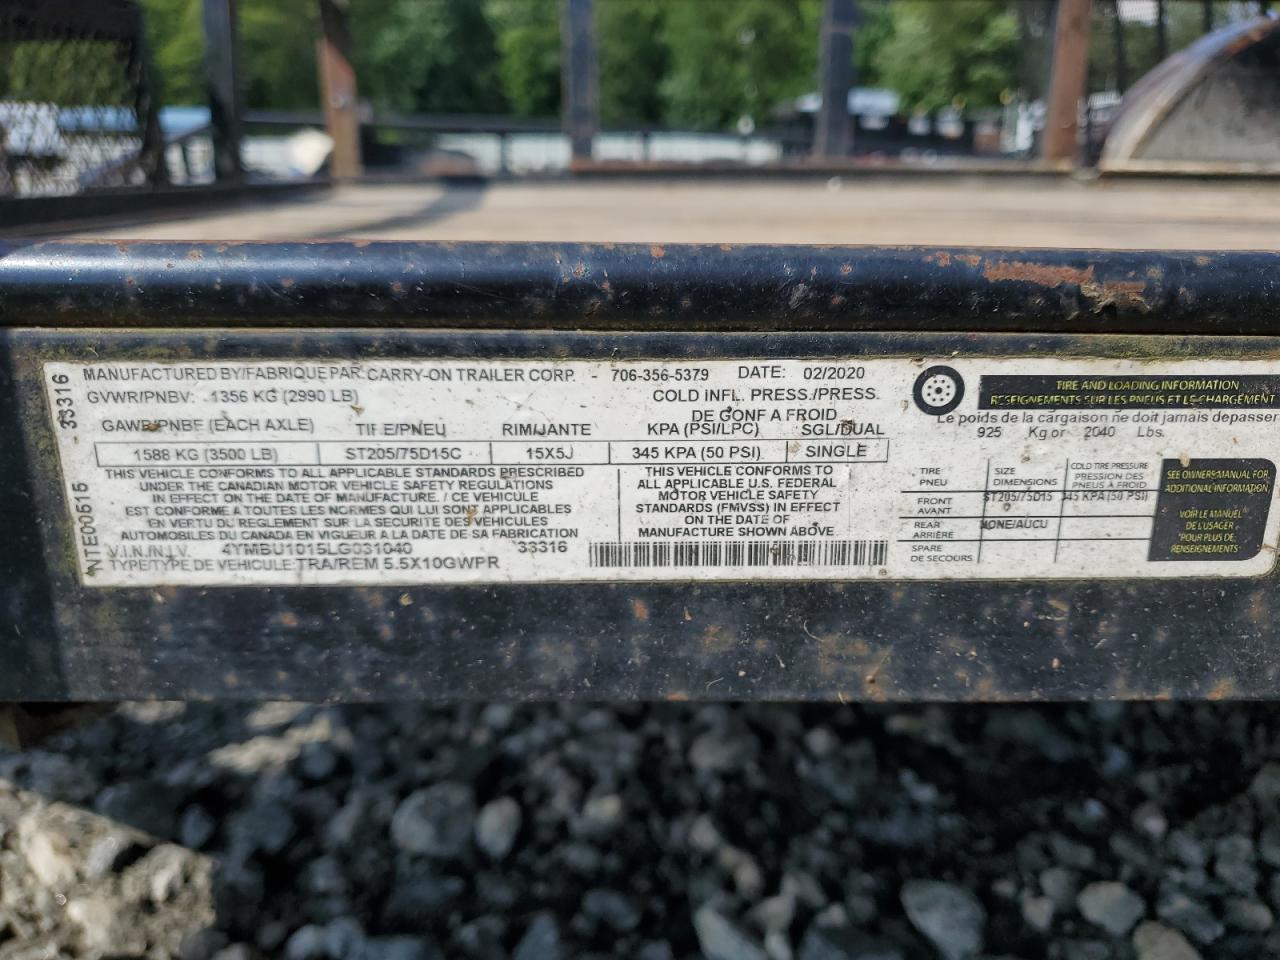 33316
MANUFACTURED BY/FABRIQUE PAR: CARRY-ON TRAILER CORP. - 706-356-5379 DATE: 02/2020
GVWR/PNBV: 1356 KG (2990 LB) COLD INFL. PRESS./PRESS.
DE GONF A FROID
GAWR/PNBE (EACH AXLE) TIRE/PNEU RIM/JANTE KPA (PSI/LPC) SGL/DUAL
1588 KG (3500 LB) ST205/75D15C 15X5J 345 KPA (50 PSI) SINGLE
NTE00515
THIS VEHICLE CONFORMS TO ALL APPLICABLE STANDARDS PRESCRIBED
UNDER THE CANADIAN MOTOR VEHICLE SAFETY REGULATIONS
IN EFFECT ON THE DATE OF MANUFACTURE. / CE VEHICULE
EST CONFORME A TOUTES LES NORMES QUI LUI SONT APPLICABLES
EN VERTU DU REGLEMENT SUR LA SECURITE DES VEHICULES
AUTOMOBILES DU CANADA EN VIGUEUR A LA DATE DE SA FABRICATION
V.I.N./N.I.V. 4YMBU1015LG031040 33316
TYPE/TYPE DE VEHICULE: TRA/REM 5.5X10GWPR
THIS VEHICLE CONFORMS TO
ALL APPLICABLE U.S. FEDERAL
MOTOR VEHICLE SAFETY
STANDARDS (FMVSS) IN EFFECT
ON THE DATE OF
MANUFACTURE SHOWN ABOVE
TIRE AND LOADING INFORMATION
RESEIGNEMENTS SUR LES PNEUS ET LE CHARGEMENT
Le poids de la cargaison ne doit jamais depasser
925 Kg or 2040 Lbs.
TIRE SIZE COLD TIRE PRESSURE
PNEU DIMENSIONS PRESSION DES
PNEUS A FROID
FRONT ST205/75D15 345 KPA (50 PSI)
AVANT
REAR NONE/AUCU
ARRIÈRE
SPARE
DE SECOURS
SEE OWNERS MANUAL FOR
ADDITIONAL INFORMATION
VOIR LE MANUAL
DE L'USAGER
"POUR PLUS DE